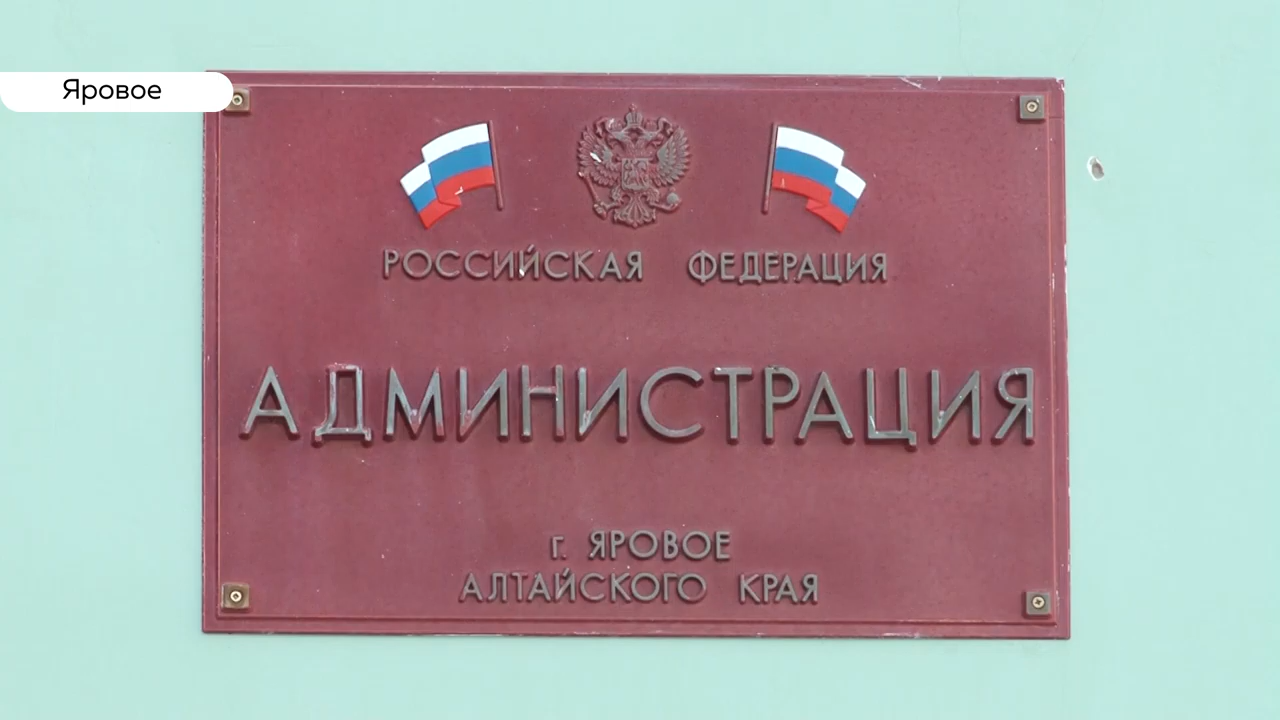 Яровое
РОССИЙСКАЯ ФЕДЕРАЦИЯ
АДМИНИСТРАЦИЯ
г. ЯРОВОЕ
АЛТАЙСКОГО КРАЯ